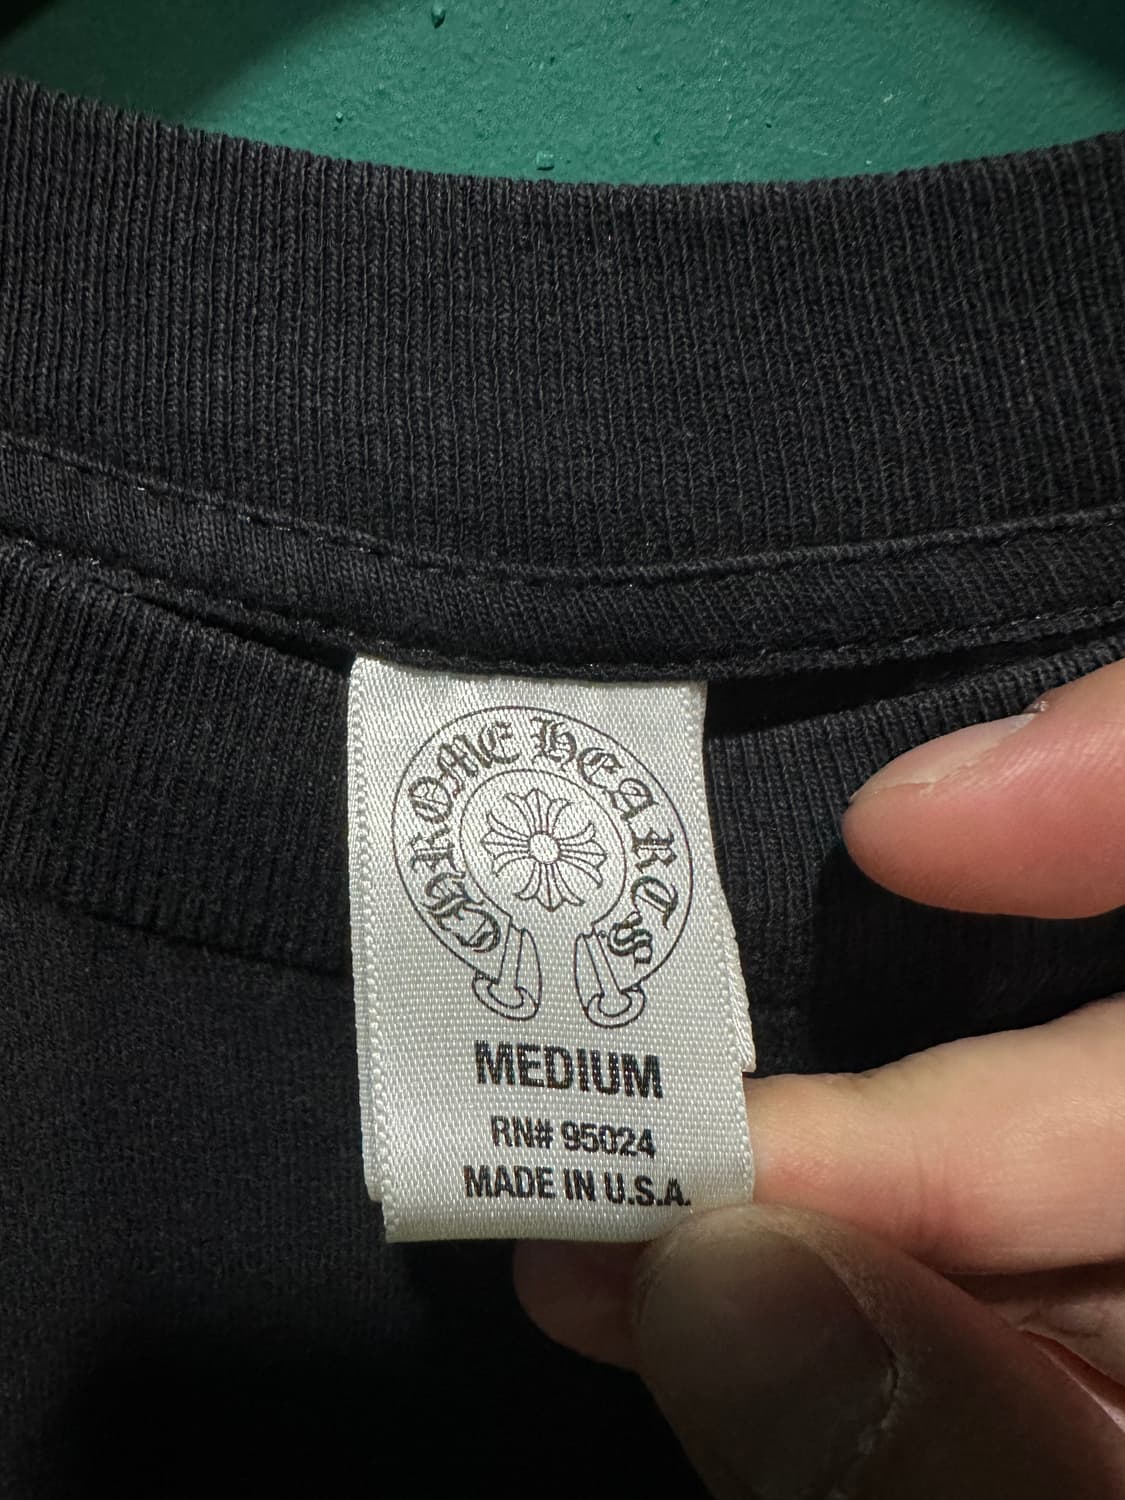 CHROME HEARTS
MEDIUM
RN# 95024
MADE IN U.S.A.